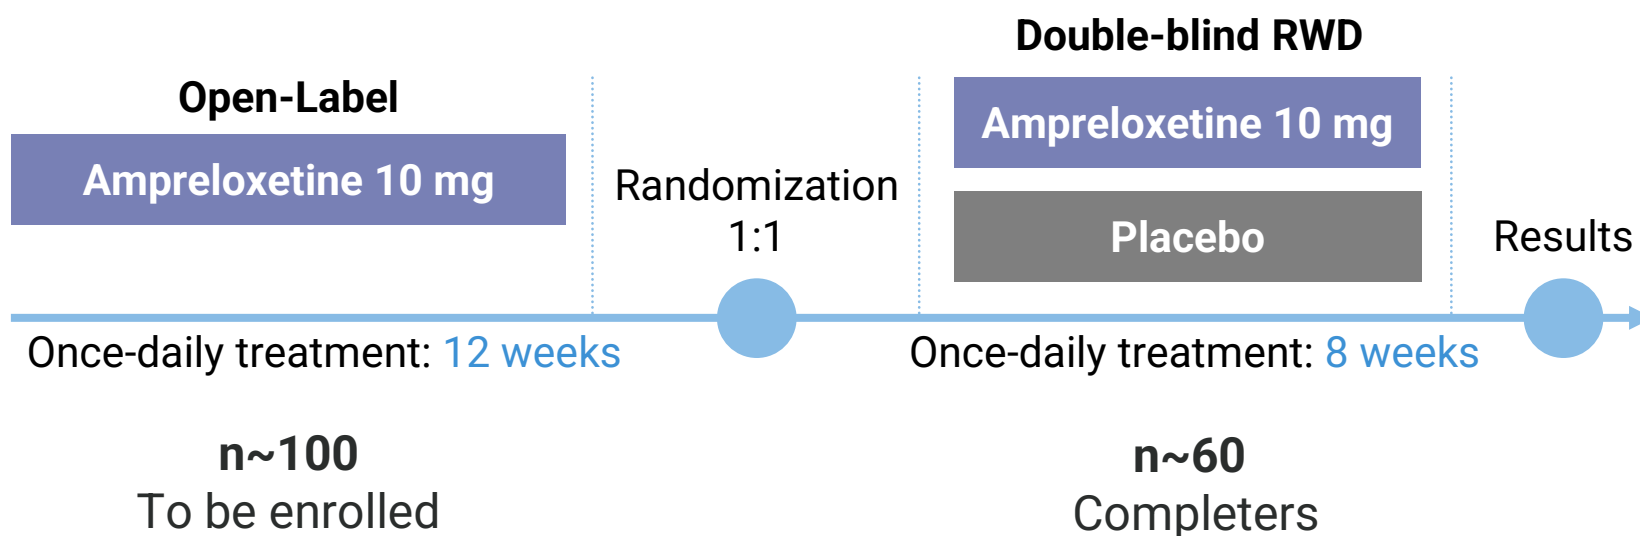 Open-Label
Ampreloxetine 10 mg
Randomization
1:1
Double-blind RWD
Ampreloxetine 10 mg
Placebo
Results
Once-daily treatment: 12 weeks
Once-daily treatment: 8 weeks
n~100
To be enrolled
n~60
Completers